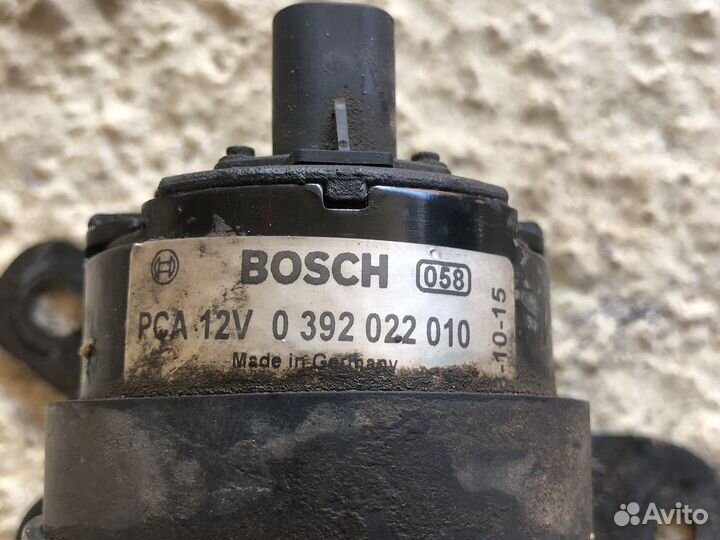 BOSCH 058
PCA 12V 0 392 022 010
Made in Germany
-10-15
Avito